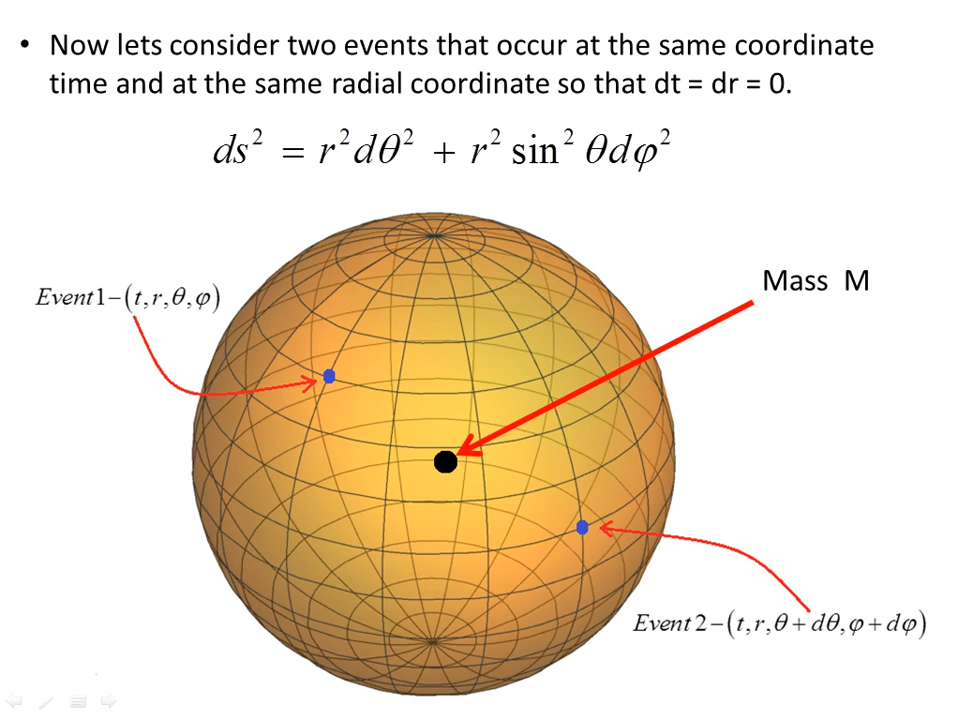 • Now lets consider two events that occur at the same coordinate
time and at the same radial coordinate so that dt = dr = 0.
ds² = r²dθ² + r² sin² θdφ²
Mass M
Event1–(t,r,θ,φ)
Event2–(t,r,θ+dθ,φ+dφ)